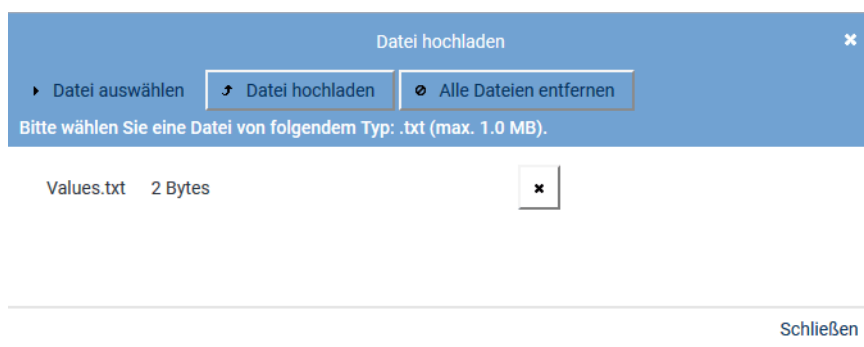 Datei hochladen
Datei auswählen Datei hochladen Alle Dateien entfernen
Bitte wählen Sie eine Datei von folgendem Typ: .txt (max. 1.0 MB).
Values.txt 2 Bytes
Schließen